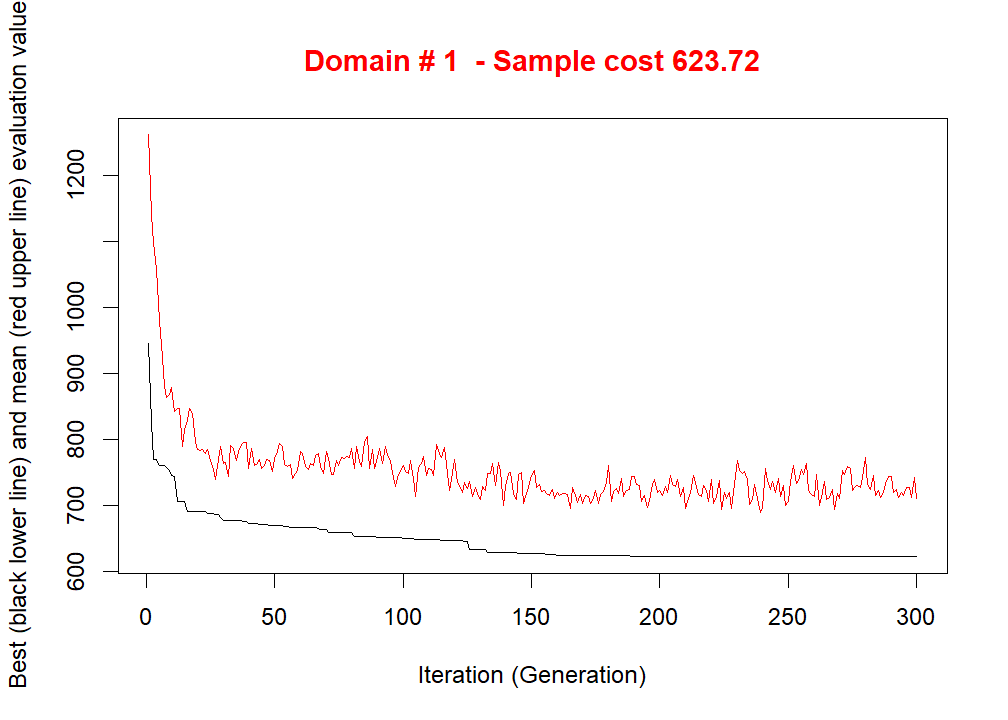 Domain # 1  - Sample cost 623.72
Best (black lower line) and mean (red upper line) evaluation value
1200
1000
900
800
700
600
0 50 100 150 200 250 300
Iteration (Generation)